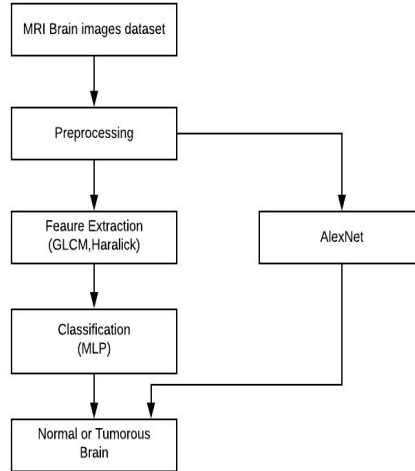 MRI Brain images dataset
Preprocessing
Feaure Extraction
(GLCM,Haralick)
AlexNet
Classification
(MLP)
Normal or Tumorous
Brain